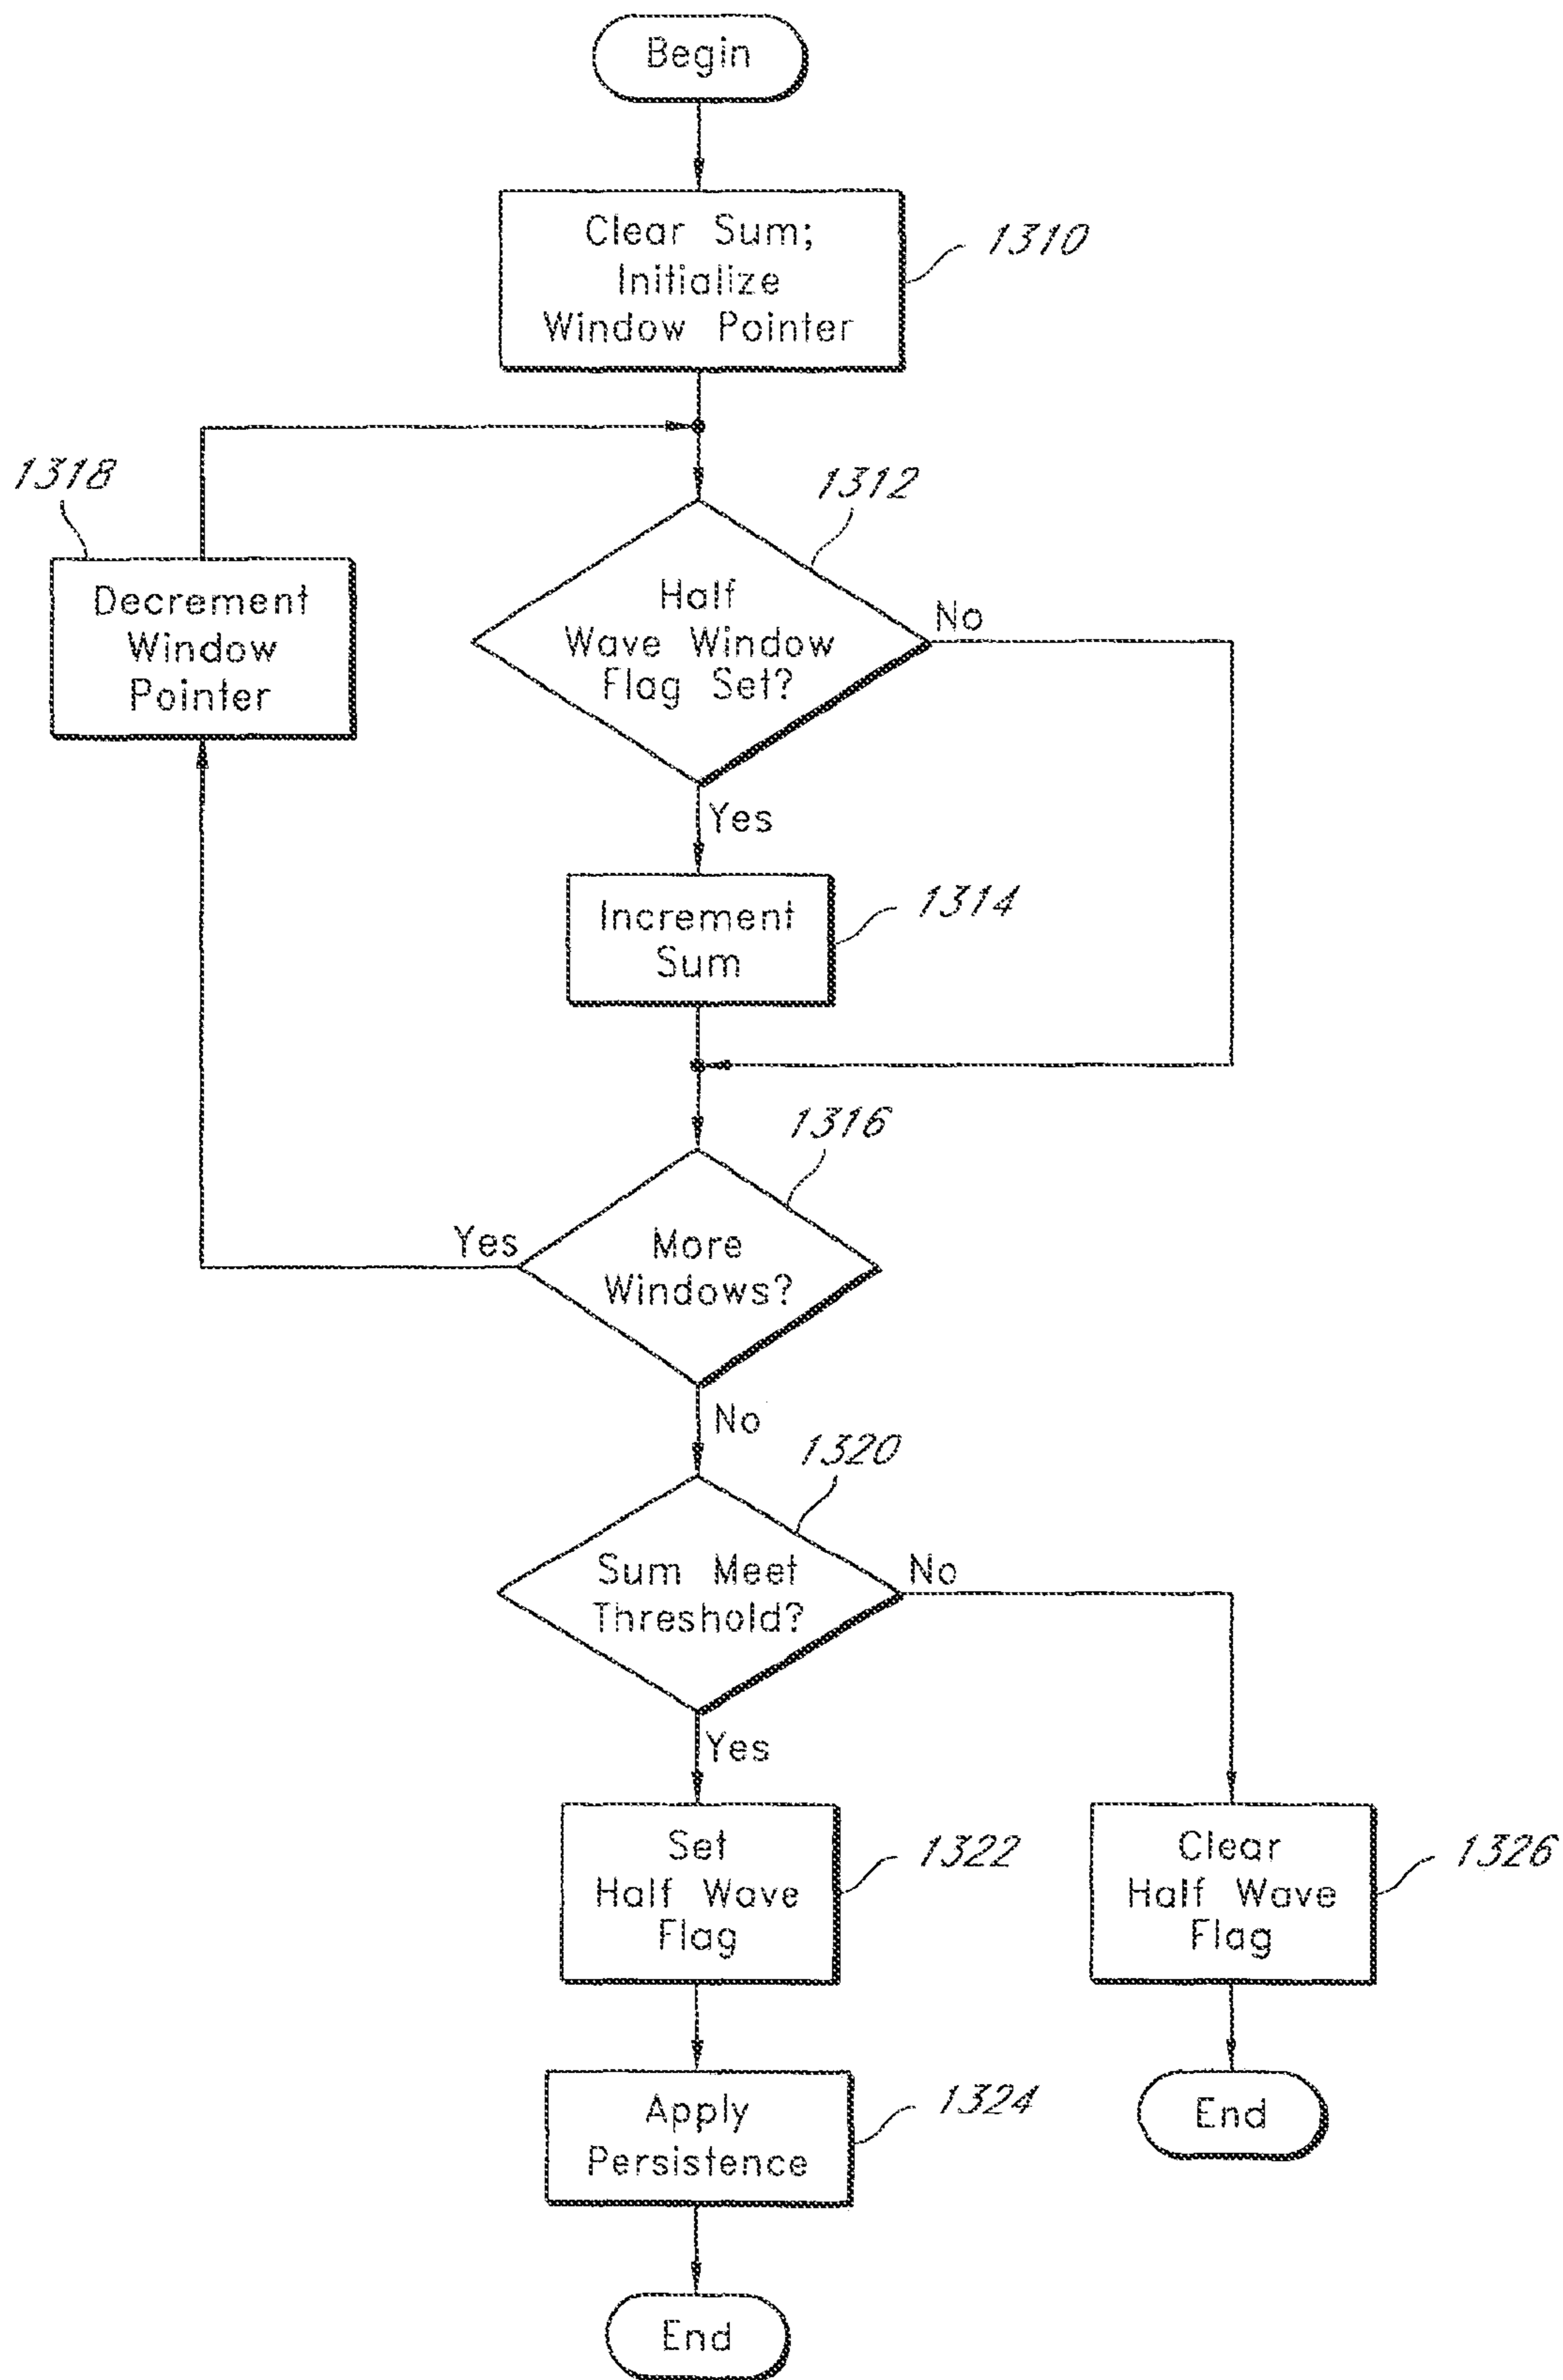 Begin
Clear Sum;
Initialize
Window Pointer
1310
1318
Decrement
Window
Pointer
1312
Half
Wave Window
Flag Set?
No
Yes
Increment
Sum
1314
1316
More
Windows?
Yes
No
1320
Sum Meet
Threshold?
No
Yes
Set
Half Wave
Flag
1322
Clear
Half Wave
Flag
1326
Apply
Persistence
1324
End
End